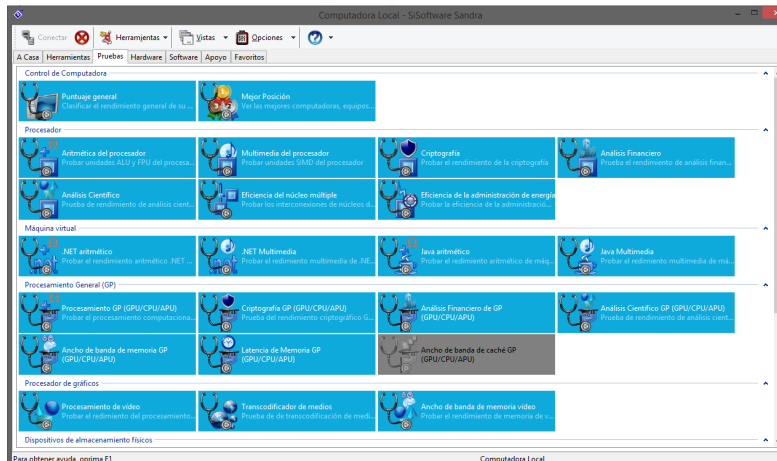 Computadora Local - SiSoftware Sandra
Conectar Herramientas Vistas Opciones
A Casa Herramientas Pruebas Hardware Software Apoyo Favoritos
Control de Computadora
Puntuaje general
Clasificar el rendimiento general de su ...
Mejor Posición
Ver las mejores computadoras, equipos...
Procesador
Aritmética del procesador
Probar unidades ALU y FPU del procesa...
Multimedia del procesador
Probar unidades SIMD del procesador
Criptografía
Probar el rendimiento de la criptografía
Análisis Financiero
Prueba el rendimiento de análisis finan...
Análisis Científico
Prueba de rendimiento de análisis cient...
Eficiencia del núcleo múltiple
Probar los interconexiones de núcleos d...
Eficiencia de la administración de energía
Probar la eficiencia de la administració...
Máquina virtual
.NET aritmético
Probar el rendimiento aritmético .NET ...
.NET Multimedia
Probar el redimiento multimedia de .NE...
Java aritmético
Probar el redimiento aritmético de máq...
Java Multimedia
Probar el redimiento multimedia de má...
Procesamiento General (GP)
Procesamiento GP (GPU/CPU/APU)
Probar el procesamiento computaciona...
Criptografía GP (GPU/CPU/APU)
Prueba del rendimiento criptográfico G...
Análisis Financiero de GP
(GPU/CPU/APU)
Análisis Científico GP (GPU/CPU/APU)
Prueba de rendimiento de análisis cient...
Ancho de banda de memoria GP
(GPU/CPU/APU)
Latencia de Memoria GP
(GPU/CPU/APU)
Ancho de banda de caché GP
(GPU/CPU/APU)
Procesador de gráficos
Procesamiento de vídeo
Probar el redimiento del procesamiento...
Transcodificador de medios
Prueba de de transcodificación de medi...
Ancho de banda de memoria vídeo
Probar el rendimiento de memoria de v...
Dispositivos de almacenamiento físicos
Para obtener ayuda, oprima F1
Computadora Local